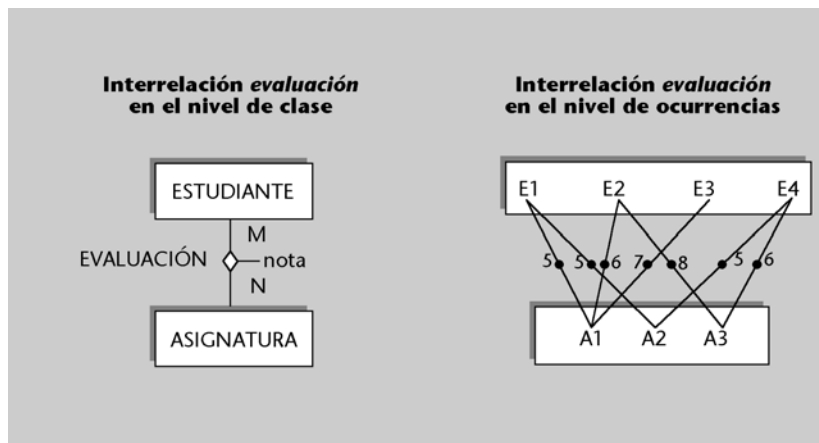 Interrelación evaluación
en el nivel de clase
ESTUDIANTE
M
EVALUACIÓN
nota
N
ASIGNATURA
Interrelación evaluación
en el nivel de ocurrencias
E1 E2 E3 E4
5 5 6 7 8 5 6
A1 A2 A3